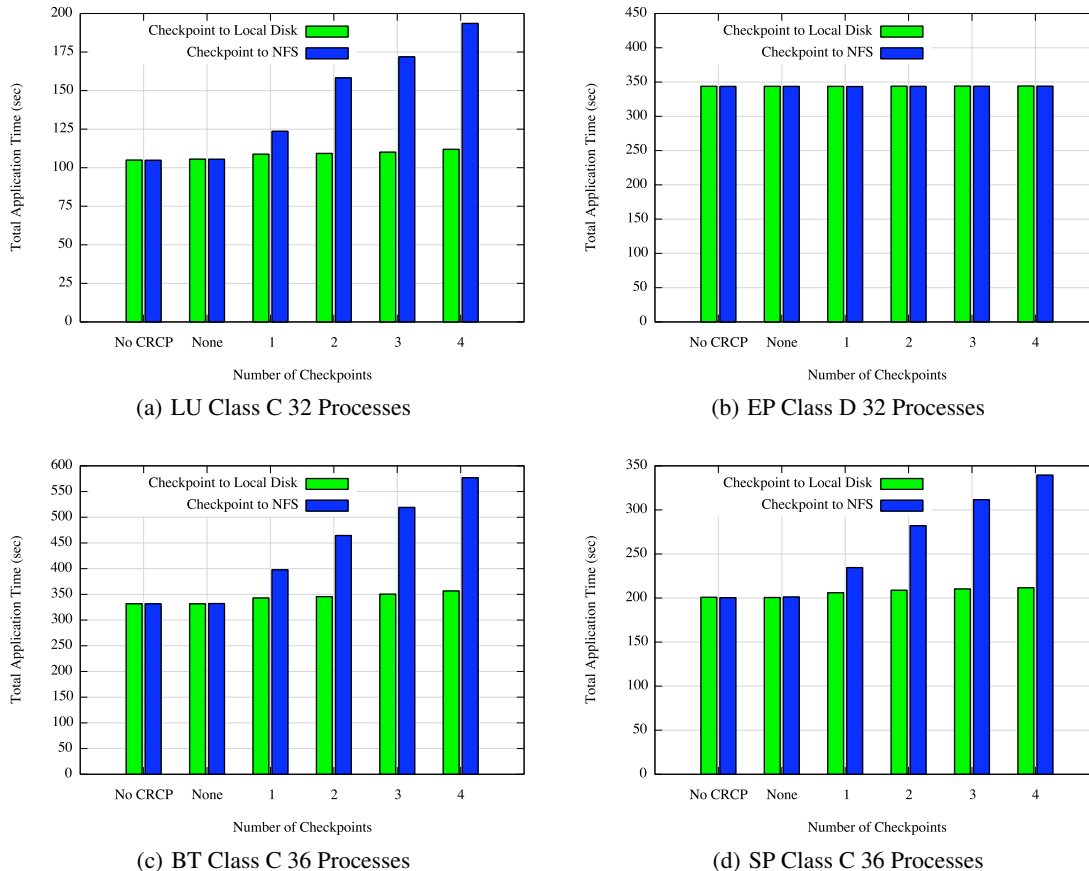 200
175
150
125
100
75
50
25
0
Total Application Time (sec)
Checkpoint to Local Disk
Checkpoint to NFS
No CRCP None 1 2 3 4
Number of Checkpoints
(a) LU Class C 32 Processes
450
400
350
300
250
200
150
100
50
0
Total Application Time (sec)
Checkpoint to Local Disk
Checkpoint to NFS
No CRCP None 1 2 3 4
Number of Checkpoints
(b) EP Class D 32 Processes
600
550
500
450
400
350
300
250
200
150
100
50
0
Total Application Time (sec)
Checkpoint to Local Disk
Checkpoint to NFS
No CRCP None 1 2 3 4
Number of Checkpoints
(c) BT Class C 36 Processes
350
300
250
200
150
100
50
0
Total Application Time (sec)
Checkpoint to Local Disk
Checkpoint to NFS
No CRCP None 1 2 3 4
Number of Checkpoints
(d) SP Class C 36 Processes